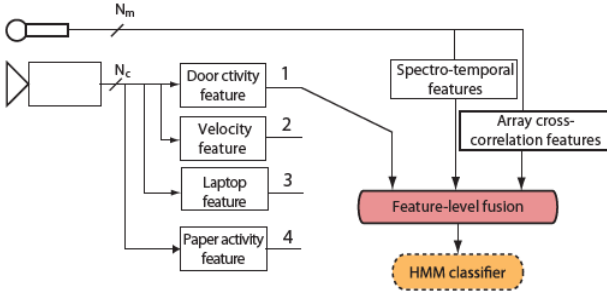 Nm
Nc
Door ctivity
feature
1
Velocity
feature
2
Laptop
feature
3
Paper activity
feature
4
Spectro-temporal
features
Array cross-
correlation features
Feature-level fusion
HMM classifier